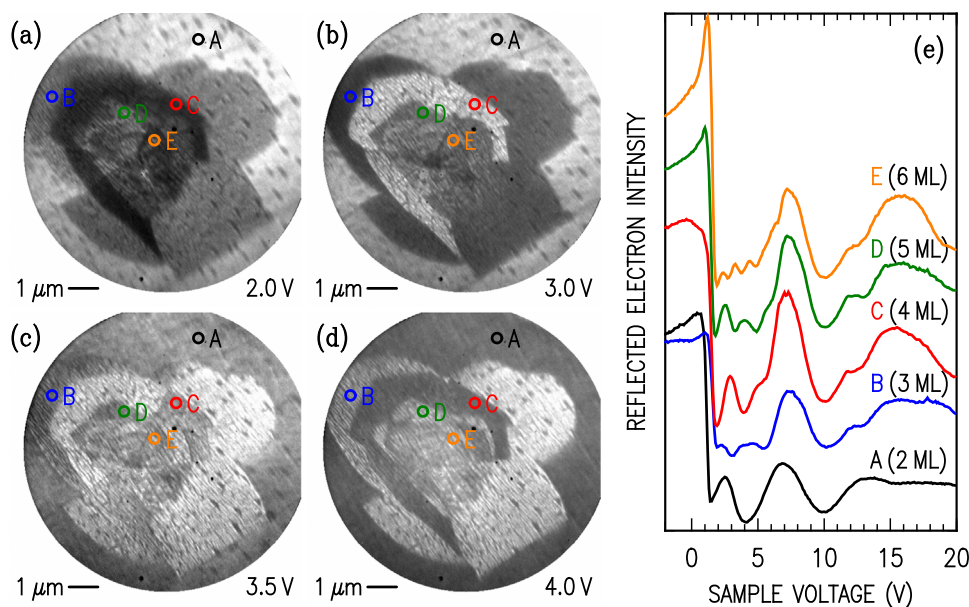 (a)
A
B
C
D
E
1 μm
2.0 V
(b)
A
B
C
D
E
1 μm
3.0 V
(c)
A
B
C
D
E
1 μm
3.5 V
(d)
A
B
C
D
E
1 μm
4.0 V
(e)
REFLECTED ELECTRON INTENSITY
E (6 ML)
D (5 ML)
C (4 ML)
B (3 ML)
A (2 ML)
0 5 10 15 20
SAMPLE VOLTAGE (V)